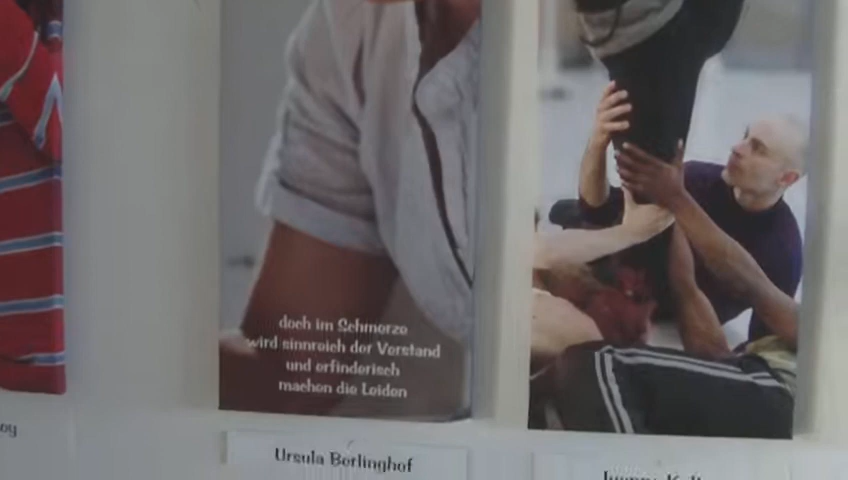 doch im Schmerze
wird sinnreich der Verstand
und erfinderisch
machen die Leiden
Ursula Berlinghof